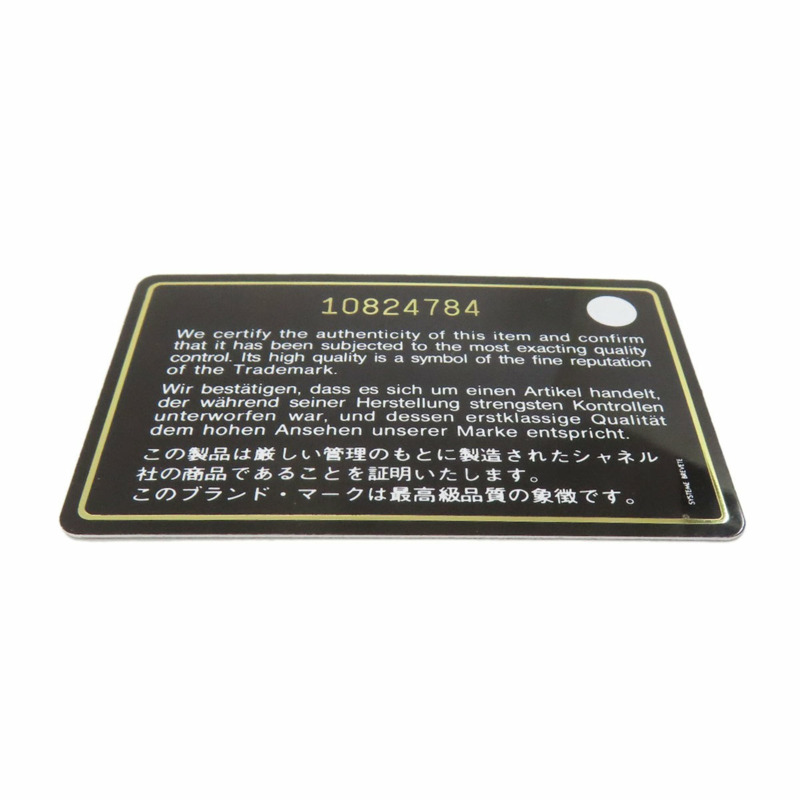 10824784
We certify the authenticity of this item and confirm
that it has been subjected to the most exacting quality
control. Its high quality is a symbol of the fine reputation
of the Trademark.
Wir bestätigen, dass es sich um einen Artikel handelt,
der während seiner Herstellung strengsten Kontrollen
unterworfen war, und dessen erstklassige Qualität
dem hohen Ansehen unserer Marke entspricht.
この製品は厳しい管理のもとに製造されたシャネル
社の商品であることを証明いたします。
このブランド・マークは最高級品質の象徴です。
SYSTEME BREVETE